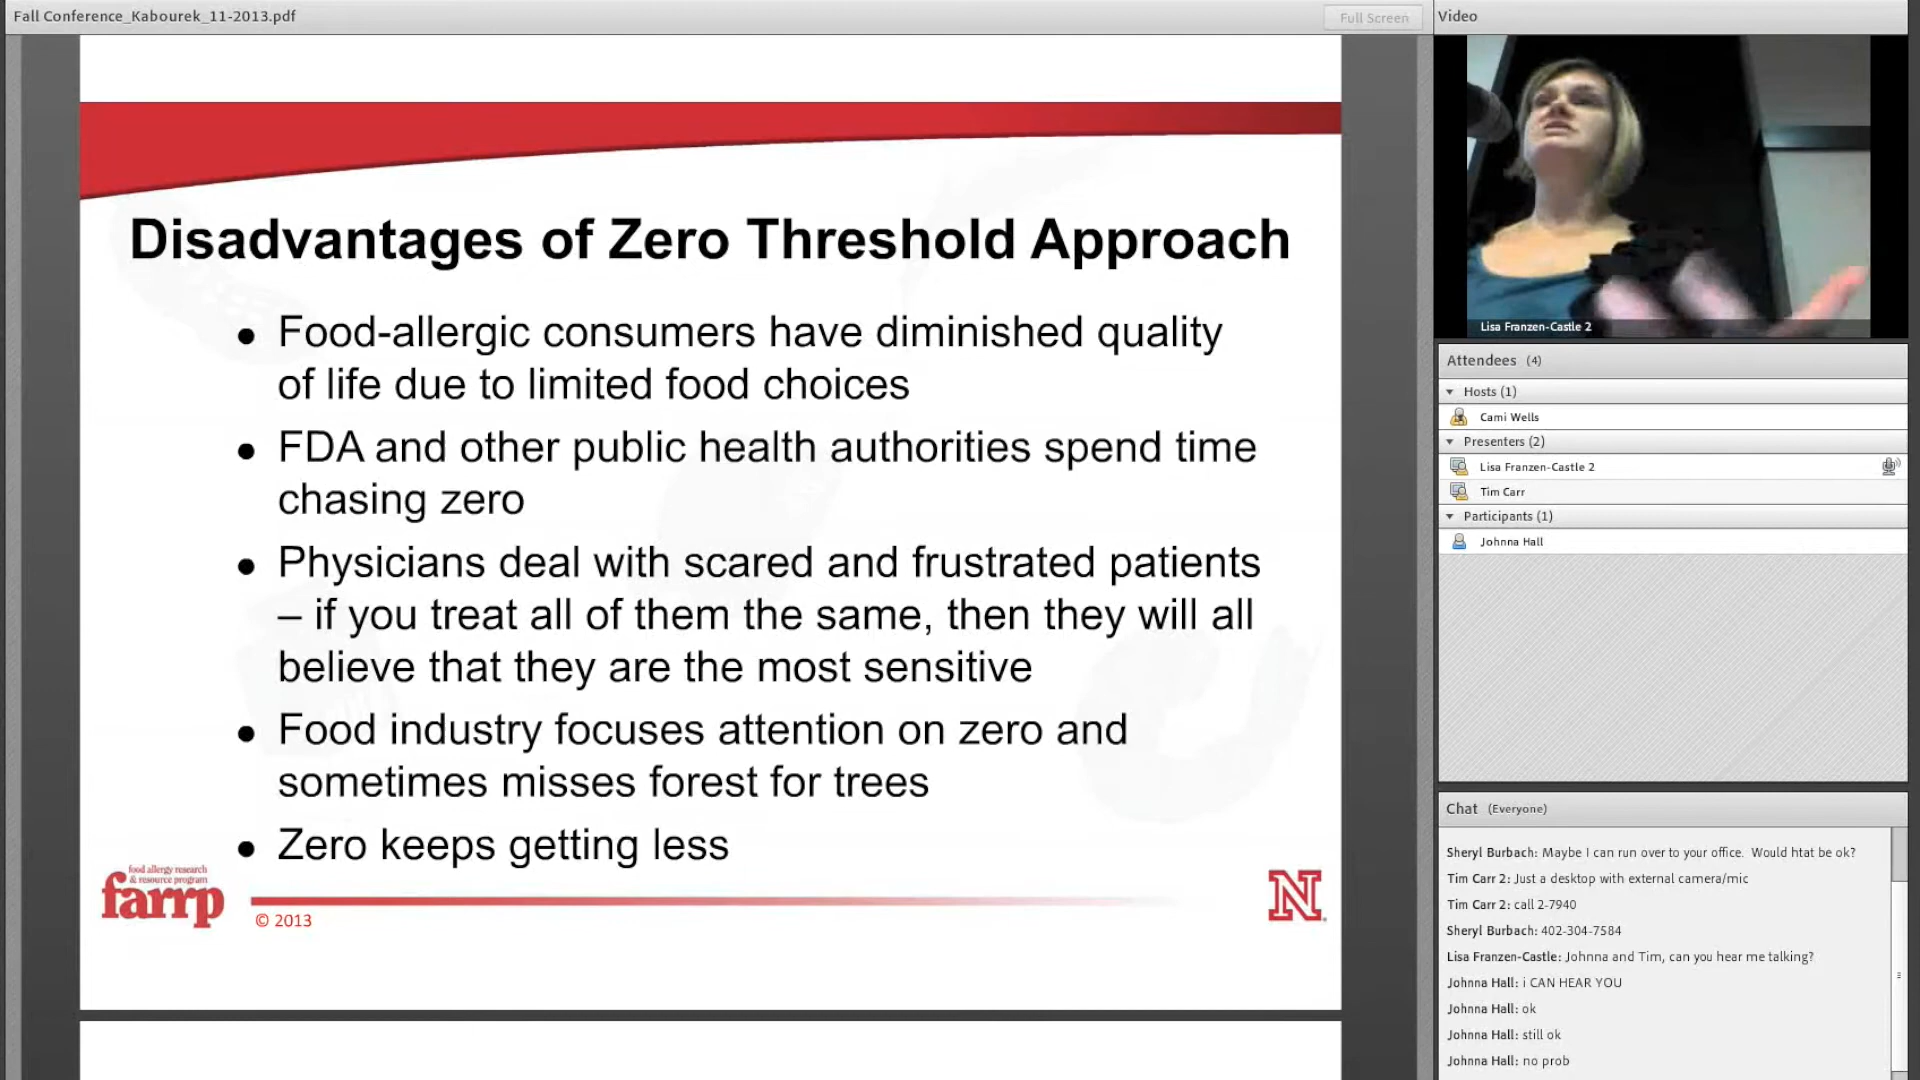 Fall Conference_Kabourek_11-2013.pdf
Full Screen
Disadvantages of Zero Threshold Approach
● Food-allergic consumers have diminished quality
of life due to limited food choices
● FDA and other public health authorities spend time
chasing zero
● Physicians deal with scared and frustrated patients
– if you treat all of them the same, then they will all
believe that they are the most sensitive
● Food industry focuses attention on zero and
sometimes misses forest for trees
● Zero keeps getting less
food allergy research
& resource program
farrp
© 2013
N
Video
Lisa Franzen-Castle 2
Attendees (4)
Hosts (1)
Cami Wells
Presenters (2)
Lisa Franzen-Castle 2
Tim Carr
Participants (1)
Johnna Hall
Chat (Everyone)
Sheryl Burbach: Maybe I can run over to your office. Would htat be ok?
Tim Carr 2: Just a desktop with external camera/mic
Tim Carr 2: call 2-7940
Sheryl Burbach: 402-304-7584
Lisa Franzen-Castle: Johnna and Tim, can you hear me talking?
Johnna Hall: i CAN HEAR YOU
Johnna Hall: ok
Johnna Hall: still ok
Johnna Hall: no prob